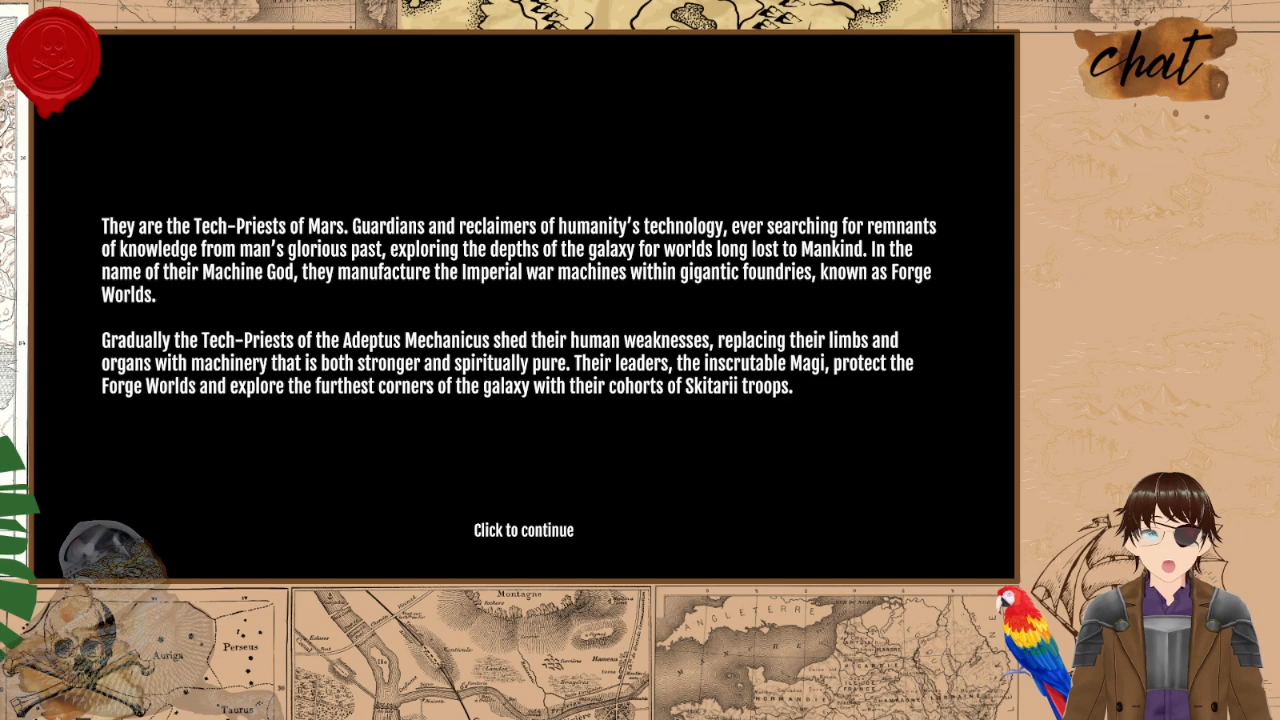 chat
They are the Tech-Priests of Mars. Guardians and reclaimers of humanity's technology, ever searching for remnants
of knowledge from man's glorious past, exploring the depths of the galaxy for worlds long lost to Mankind. In the
name of their Machine God, they manufacture the Imperial war machines within gigantic foundries, known as Forge
Worlds.
Gradually the Tech-Priests of the Adeptus Mechanicus shed their human weaknesses, replacing their limbs and
organs with machinery that is both stronger and spiritually pure. Their leaders, the inscrutable Magi, protect the
Forge Worlds and explore the furthest corners of the galaxy with their cohorts of Skitarii troops.
Click to continue
Montagne
Auriga
Perseus
Taurus